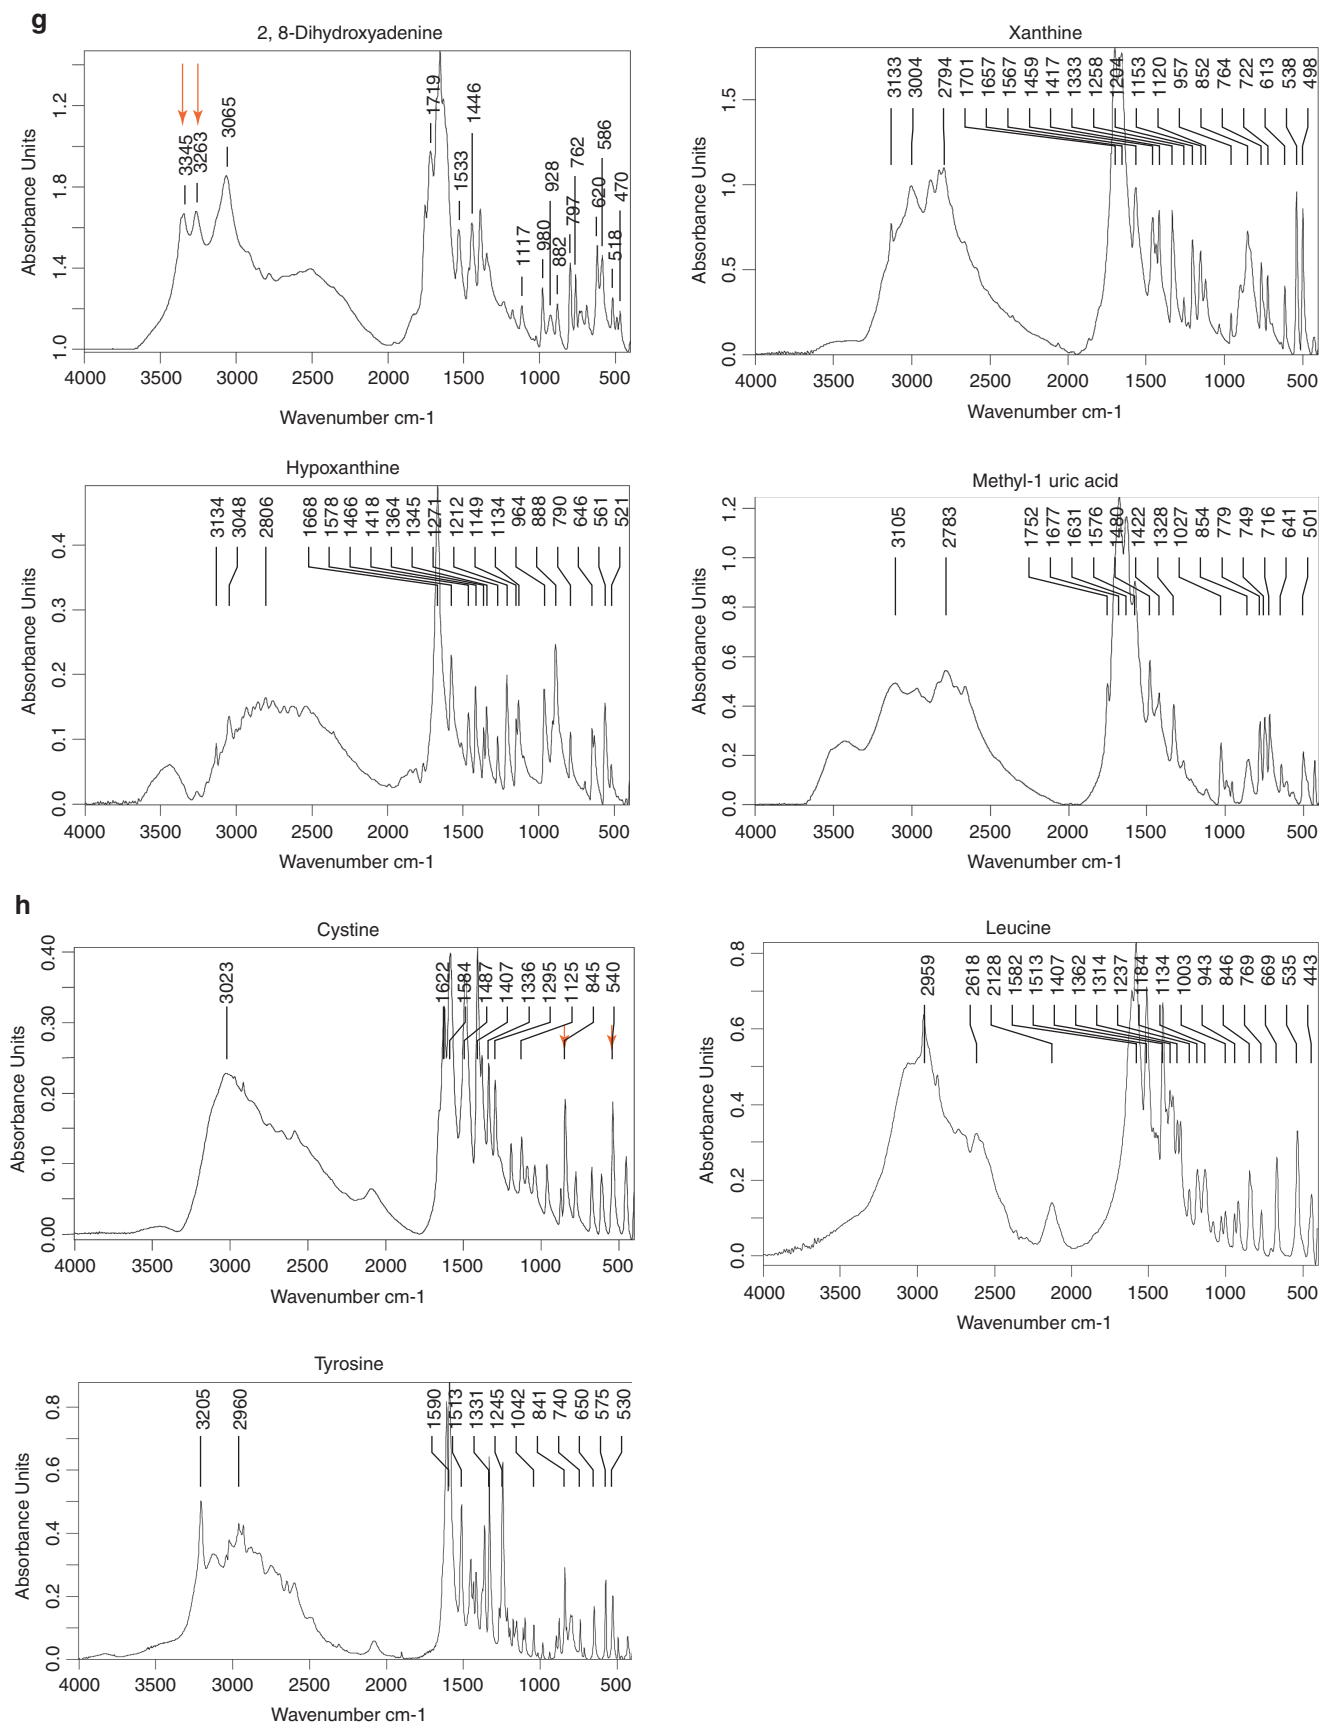 g
2, 8-Dihydroxyadenine
Absorbance Units
1.0 1.4 1.8 1.2
3345 3263 3065 1719 1533 1446 1117 980 928 882 797 762 620 586 518 470
4000 3500 3000 2500 2000 1500 1000 500
Wavenumber cm-1
Xanthine
Absorbance Units
0.0 0.5 1.0 1.5
3133 3004 2794 1701 1657 1567 1459 1417 1333 1258 1204 1153 1120 957 852 764 722 613 538 498
4000 3500 3000 2500 2000 1500 1000 500
Wavenumber cm-1
Hypoxanthine
Absorbance Units
0.0 0.1 0.2 0.3 0.4
3134 3048 2806 1668 1578 1466 1418 1364 1345 1271 1212 1149 1134 964 888 790 646 561 521
4000 3500 3000 2500 2000 1500 1000 500
Wavenumber cm-1
Methyl-1 uric acid
Absorbance Units
0.0 0.2 0.4 0.6 0.8 1.0 1.2
3105 2783 1752 1677 1631 1576 1480 1422 1328 1027 854 779 749 716 641 501
4000 3500 3000 2500 2000 1500 1000 500
Wavenumber cm-1
h
Cystine
Absorbance Units
0.00 0.10 0.20 0.30 0.40
3023 1622 1584 1487 1407 1336 1295 1125 845 540
4000 3500 3000 2500 2000 1500 1000 500
Wavenumber cm-1
Leucine
Absorbance Units
0.0 0.2 0.4 0.6 0.8
2959 2618 2128 1582 1513 1407 1362 1314 1237 1184 1134 1003 943 846 769 669 535 443
4000 3500 3000 2500 2000 1500 1000 500
Wavenumber cm-1
Tyrosine
Absorbance Units
0.0 0.2 0.4 0.6 0.8
3205 2960 1590 1513 1331 1245 1042 841 740 650 575 530
4000 3500 3000 2500 2000 1500 1000 500
Wavenumber cm-1